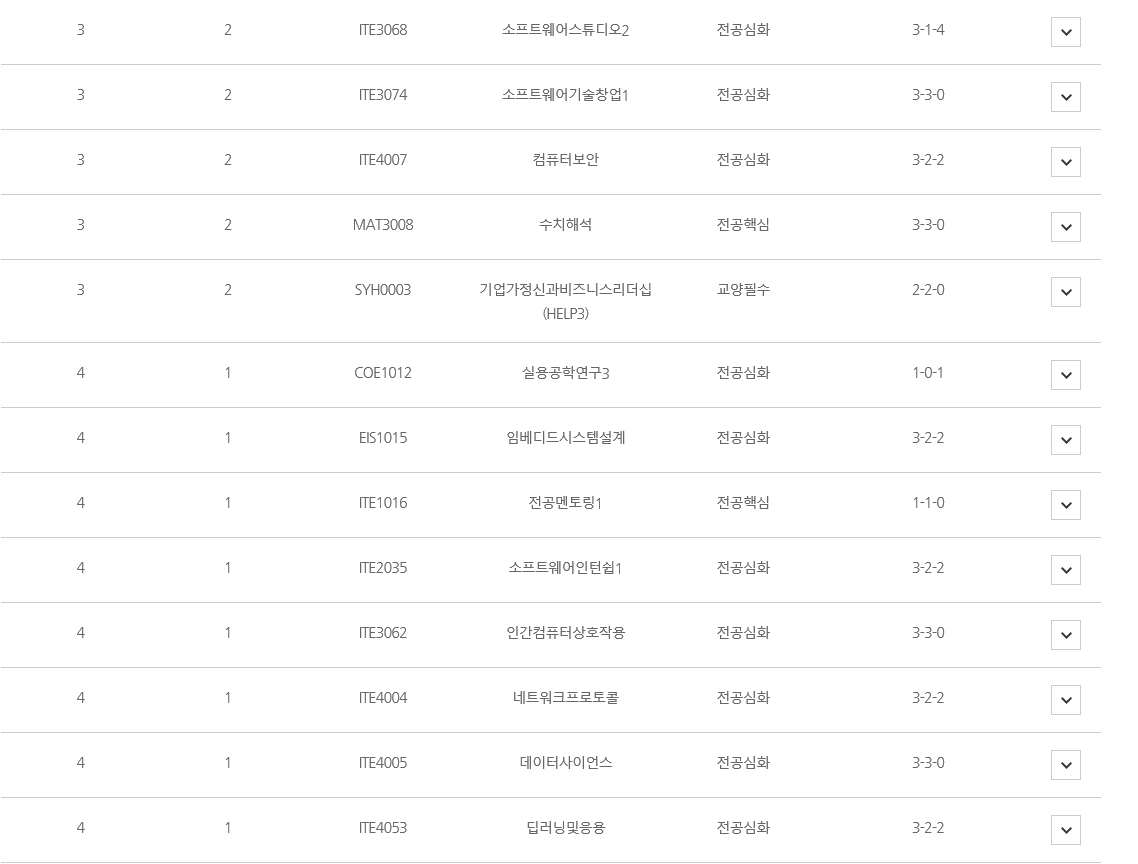 3 2 ITE3068 소프트웨어스튜디오2 전공심화 3-1-4
3 2 ITE3074 소프트웨어기술창업1 전공심화 3-3-0
3 2 ITE4007 컴퓨터보안 전공심화 3-2-2
3 2 MAT3008 수치해석 전공핵심 3-3-0
3 2 SYH0003 기업가정신과비즈니스리더십 교양필수 2-2-0
(HELP3)
4 1 COE1012 실용공학연구3 전공심화 1-0-1
4 1 EIS1015 임베디드시스템설계 전공심화 3-2-2
4 1 ITE1016 전공멘토링1 전공핵심 1-1-0
4 1 ITE2035 소프트웨어인턴쉽1 전공심화 3-2-2
4 1 ITE3062 인간컴퓨터상호작용 전공심화 3-3-0
4 1 ITE4004 네트워크프로토콜 전공심화 3-2-2
4 1 ITE4005 데이터사이언스 전공심화 3-3-0
4 1 ITE4053 딥러닝및응용 전공심화 3-2-2